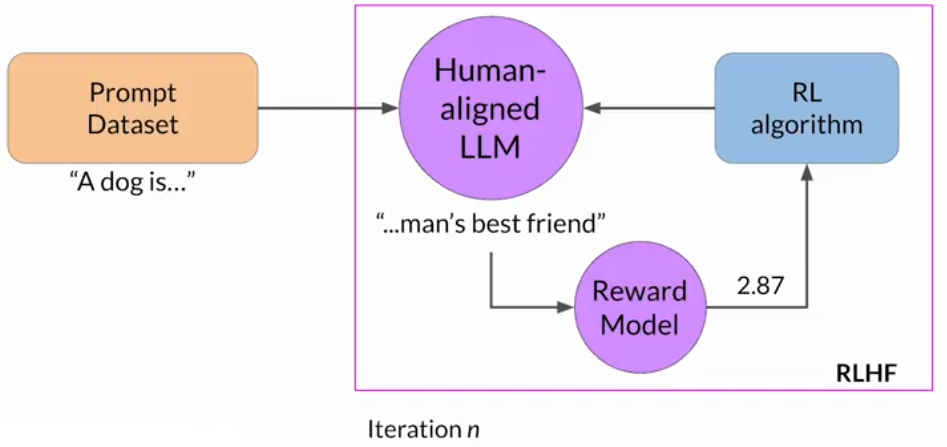 Prompt
Dataset
“A dog is...”
Human-
aligned
LLM
“...man’s best friend”
RL
algorithm
Reward
Model
2.87
RLHF
Iteration n